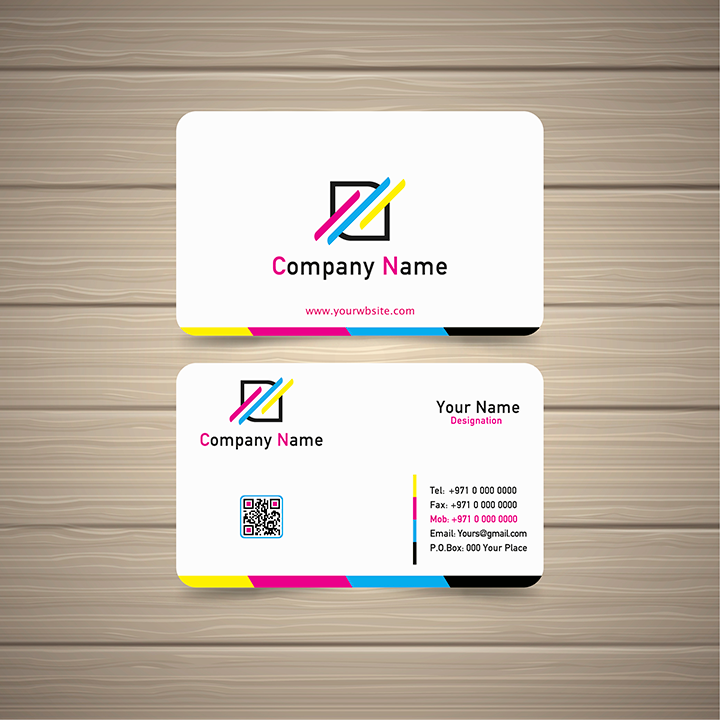 Company Name
www.yourwbsite.com
Company Name
Your Name
Designation
Tel: +971 0 000 0000
Fax: +971 0 000 0000
Mob: +971 0 000 0000
Email: Yours@gmail.com
P.O.Box: 000 Your Place